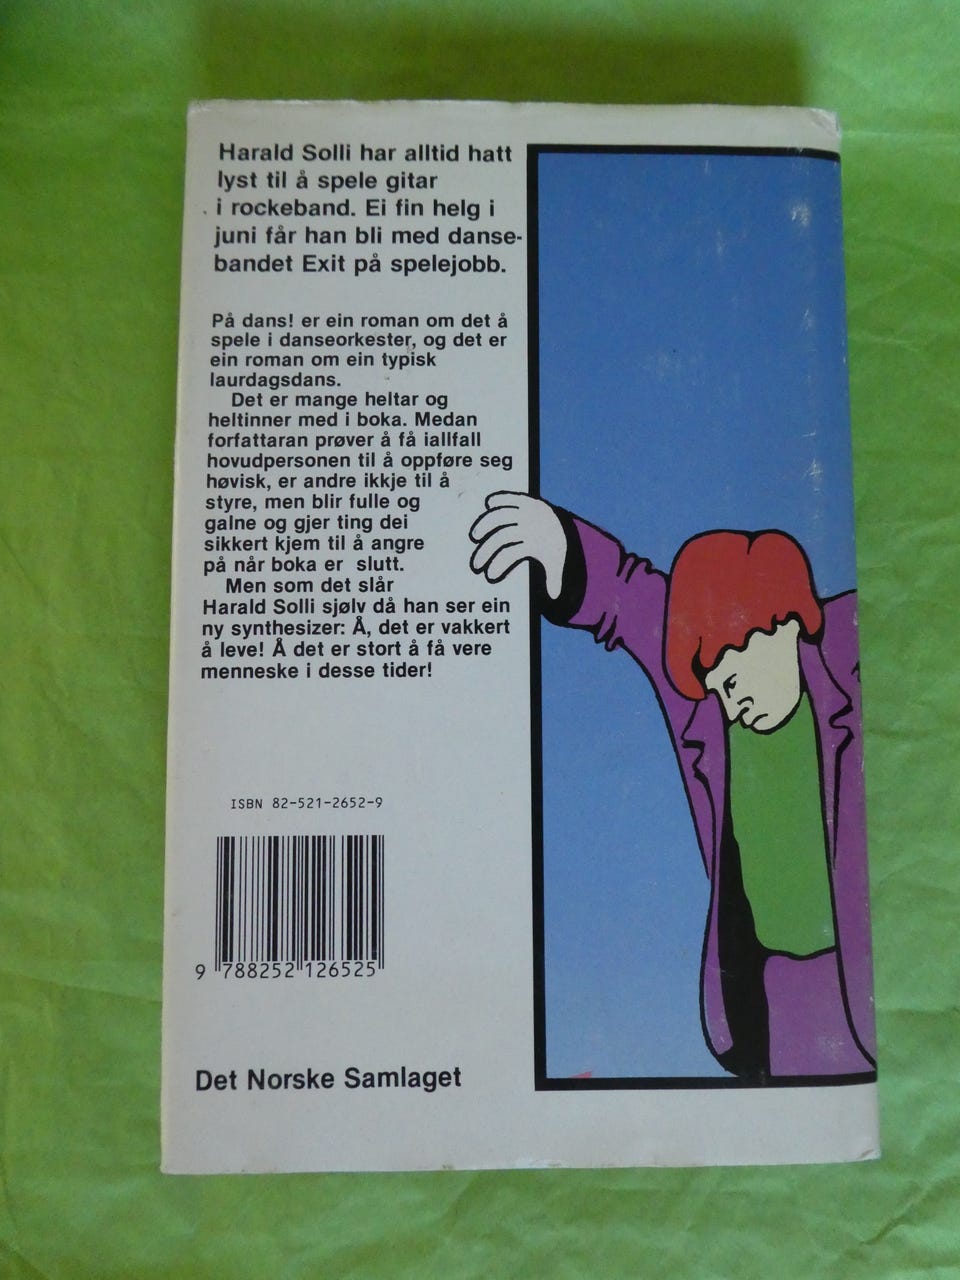 Harald Solli har alltid hatt
lyst til å spele gitar
i rockeband. Ei fin helg i
juni får han bli med danse-
bandet Exit på spelejobb.
På dans! er ein roman om det å
spele i danseorkester, og det er
ein roman om ein typisk
laurdagsdans.
Det er mange heltar og
heltinner med i boka. Medan
forfattaran prøver å få iallfall
hovudpersonen til å oppføre seg
høvisk, er andre ikkje til å
styre, men blir fulle og
galne og gjer ting dei
sikkert kjem til å angre
på når boka er slutt.
Men som det slår
Harald Solli sjølv då han ser ein
ny synthesizer: Å, det er vakkert
å leve! Å det er stort å få vere
menneske i desse tider!
ISBN 82-521-2652-9
9 788252 126525
Det Norske Samlaget